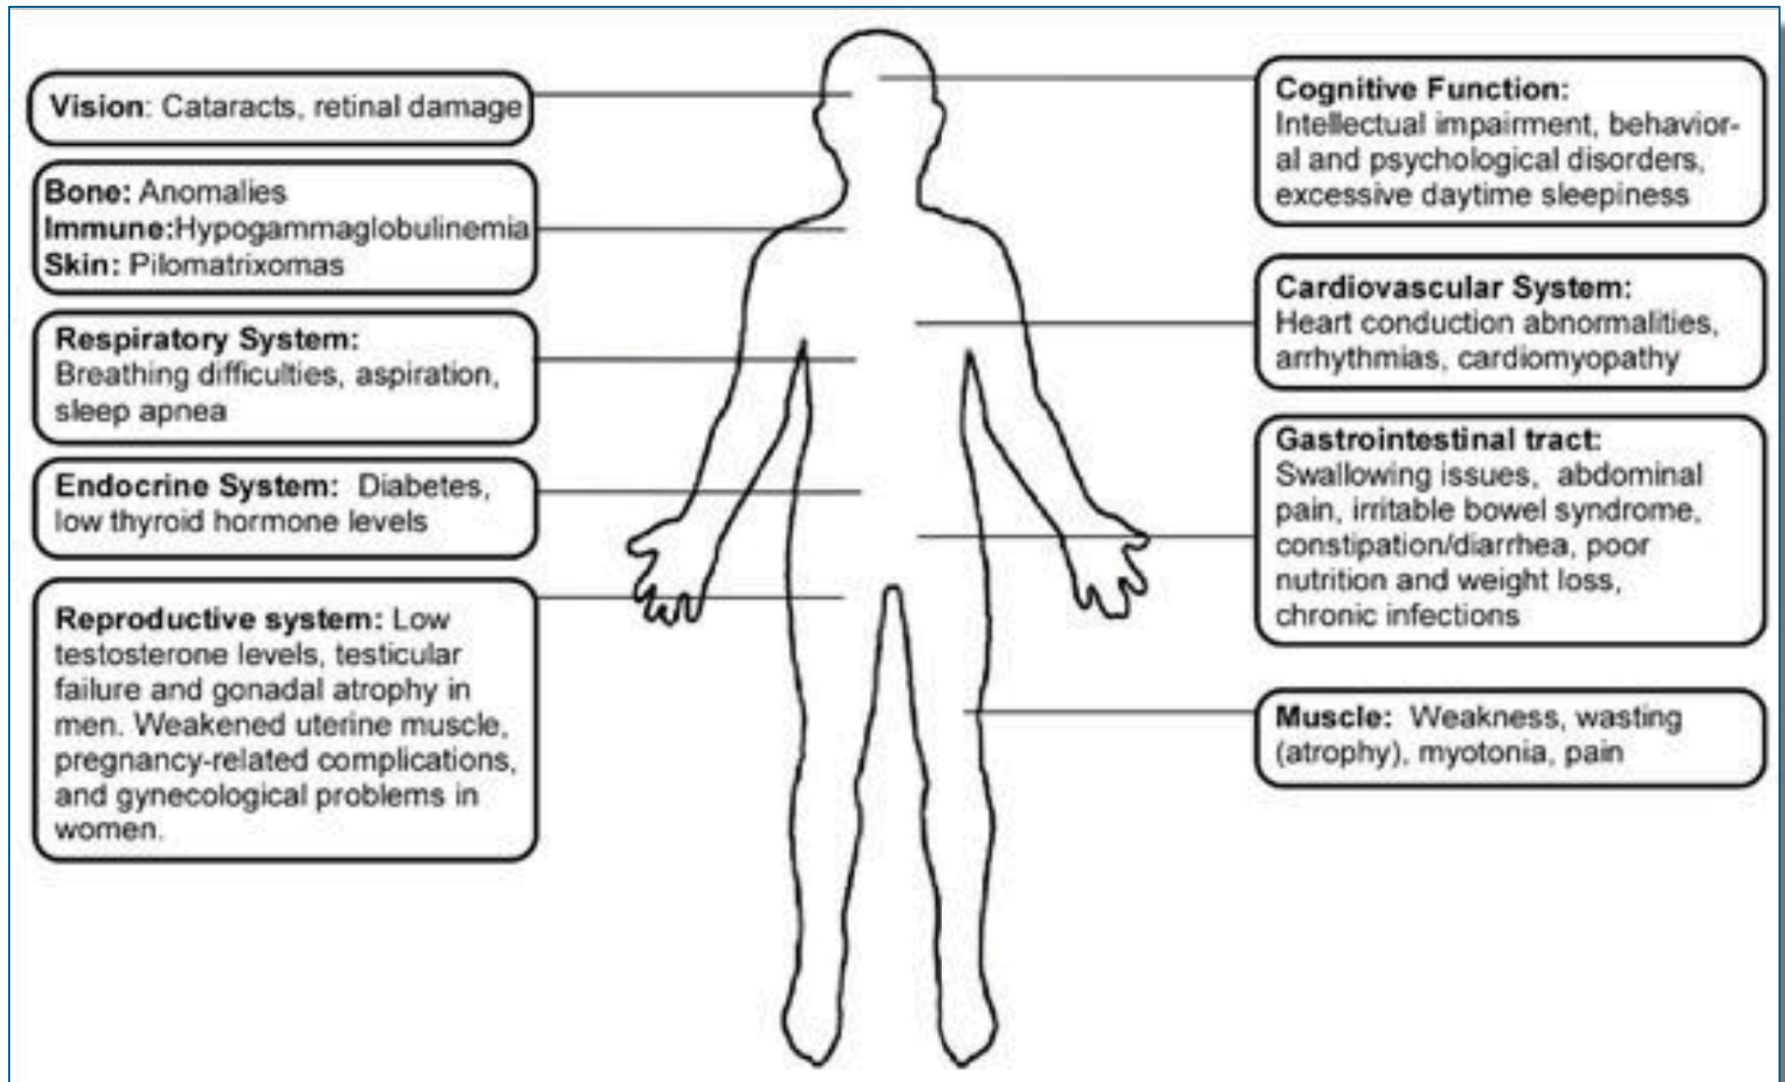 Vision: Cataracts, retinal damage
Bone: Anomalies
Immune:Hypogammaglobulinemia
Skin: Pilomatrixomas
Respiratory System:
Breathing difficulties, aspiration,
sleep apnea
Endocrine System: Diabetes,
low thyroid hormone levels
Reproductive system: Low
testosterone levels, testicular
failure and gonadal atrophy in
men. Weakened uterine muscle,
pregnancy-related complications,
and gynecological problems in
women.
Cognitive Function:
Intellectual impairment, behavior-
al and psychological disorders,
excessive daytime sleepiness
Cardiovascular System:
Heart conduction abnormalities,
arrhythmias, cardiomyopathy
Gastrointestinal tract:
Swallowing issues, abdominal
pain, irritable bowel syndrome,
constipation/diarrhea, poor
nutrition and weight loss,
chronic infections
Muscle: Weakness, wasting
(atrophy), myotonia, pain